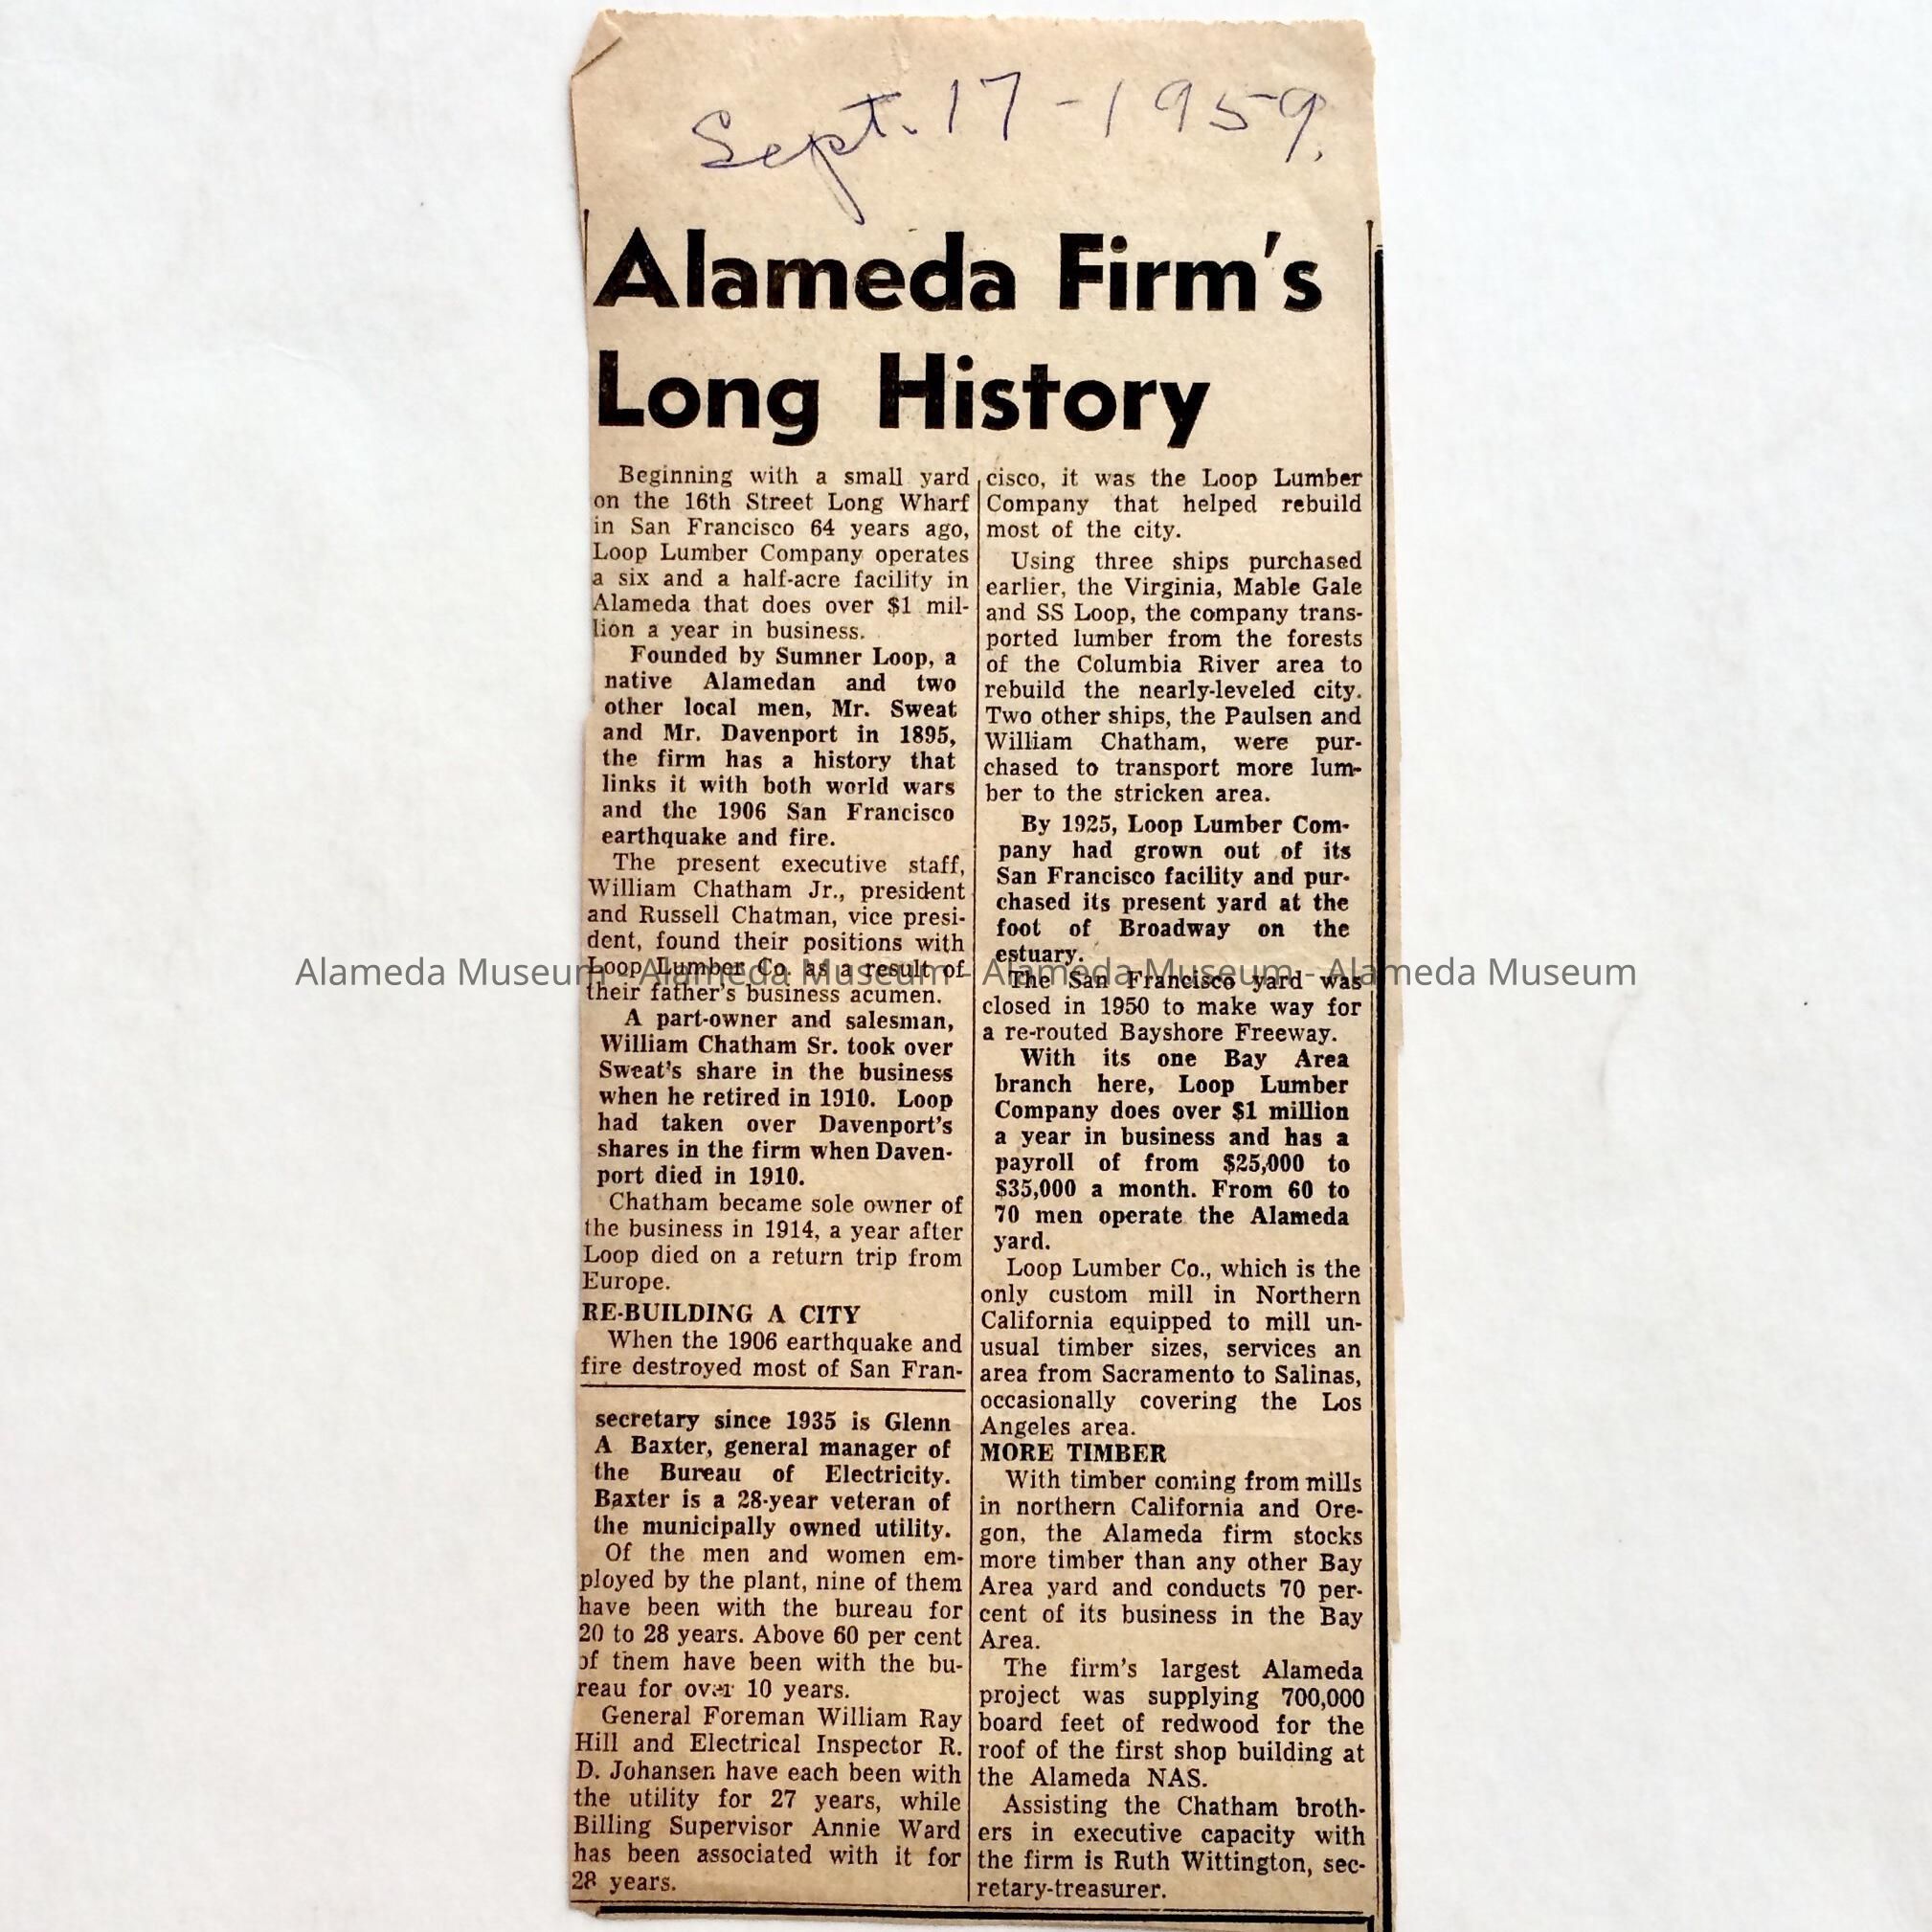 Sept. 17 - 1959.
Alameda Firm's
Long History
Beginning with a small yard
on the 16th Street Long Wharf
in San Francisco 64 years ago,
Loop Lumber Company operates
a six and a half-acre facility in
Alameda that does over $1 mil-
lion a year in business.
Founded by Sumner Loop, a
native Alamedan and two
other local men, Mr. Sweat
and Mr. Davenport in 1895,
the firm has a history that
links it with both world wars
and the 1906 San Francisco
earthquake and fire.
The present executive staff,
William Chatham Jr., president
and Russell Chatman, vice presi-
dent, found their positions with
Loop Lumber Co. as a result of
their father's business acumen.
A part-owner and salesman,
William Chatham Sr. took over
Sweat's share in the business
when he retired in 1910. Loop
had taken over Davenport's
shares in the firm when Daven-
port died in 1910.
Chatham became sole owner of
the business in 1914, a year after
Loop died on a return trip from
Europe.
RE-BUILDING A CITY
When the 1906 earthquake and
fire destroyed most of San Fran-
cisco, it was the Loop Lumber
Company that helped rebuild
most of the city.
Using three ships purchased
earlier, the Virginia, Mable Gale
and SS Loop, the company trans-
ported lumber from the forests
of the Columbia River area to
rebuild the nearly-leveled city.
Two other ships, the Paulsen and
William Chatham, were pur-
chased to transport more lum-
ber to the stricken area.
By 1925, Loop Lumber Com-
pany had grown out of its
San Francisco facility and pur-
chased its present yard at the
foot of Broadway on the
estuary.
The San Francisco yard was
closed in 1950 to make way for
a re-routed Bayshore Freeway.
With its one Bay Area
branch here, Loop Lumber
Company does over $1 million
a year in business and has a
payroll of from $25,000 to
$35,000 a month. From 60 to
70 men operate the Alameda
yard.
Loop Lumber Co., which is the
only custom mill in Northern
California equipped to mill un-
usual timber sizes, services an
area from Sacramento to Salinas,
occasionally covering the Los
Angeles area.
MORE TIMBER
With timber coming from mills
in northern California and Ore-
gon, the Alameda firm stocks
more timber than any other Bay
Area yard and conducts 70 per-
cent of its business in the Bay
Area.
The firm's largest Alameda
project was supplying 700,000
board feet of redwood for the
roof of the first shop building at
the Alameda NAS.
Assisting the Chatham broth-
ers in executive capacity with
the firm is Ruth Wittington, sec-
retary-treasurer.
secretary since 1935 is Glenn
A Baxter, general manager of
the Bureau of Electricity.
Baxter is a 28-year veteran of
the municipally owned utility.
Of the men and women em-
ployed by the plant, nine of them
have been with the bureau for
20 to 28 years. Above 60 per cent
of them have been with the bu-
reau for over 10 years.
General Foreman William Ray
Hill and Electrical Inspector R.
D. Johansen have each been with
the utility for 27 years, while
Billing Supervisor Annie Ward
has been associated with it for
28 years.
Alameda Museum - Alameda Museum - Alameda Museum - Alameda Museum